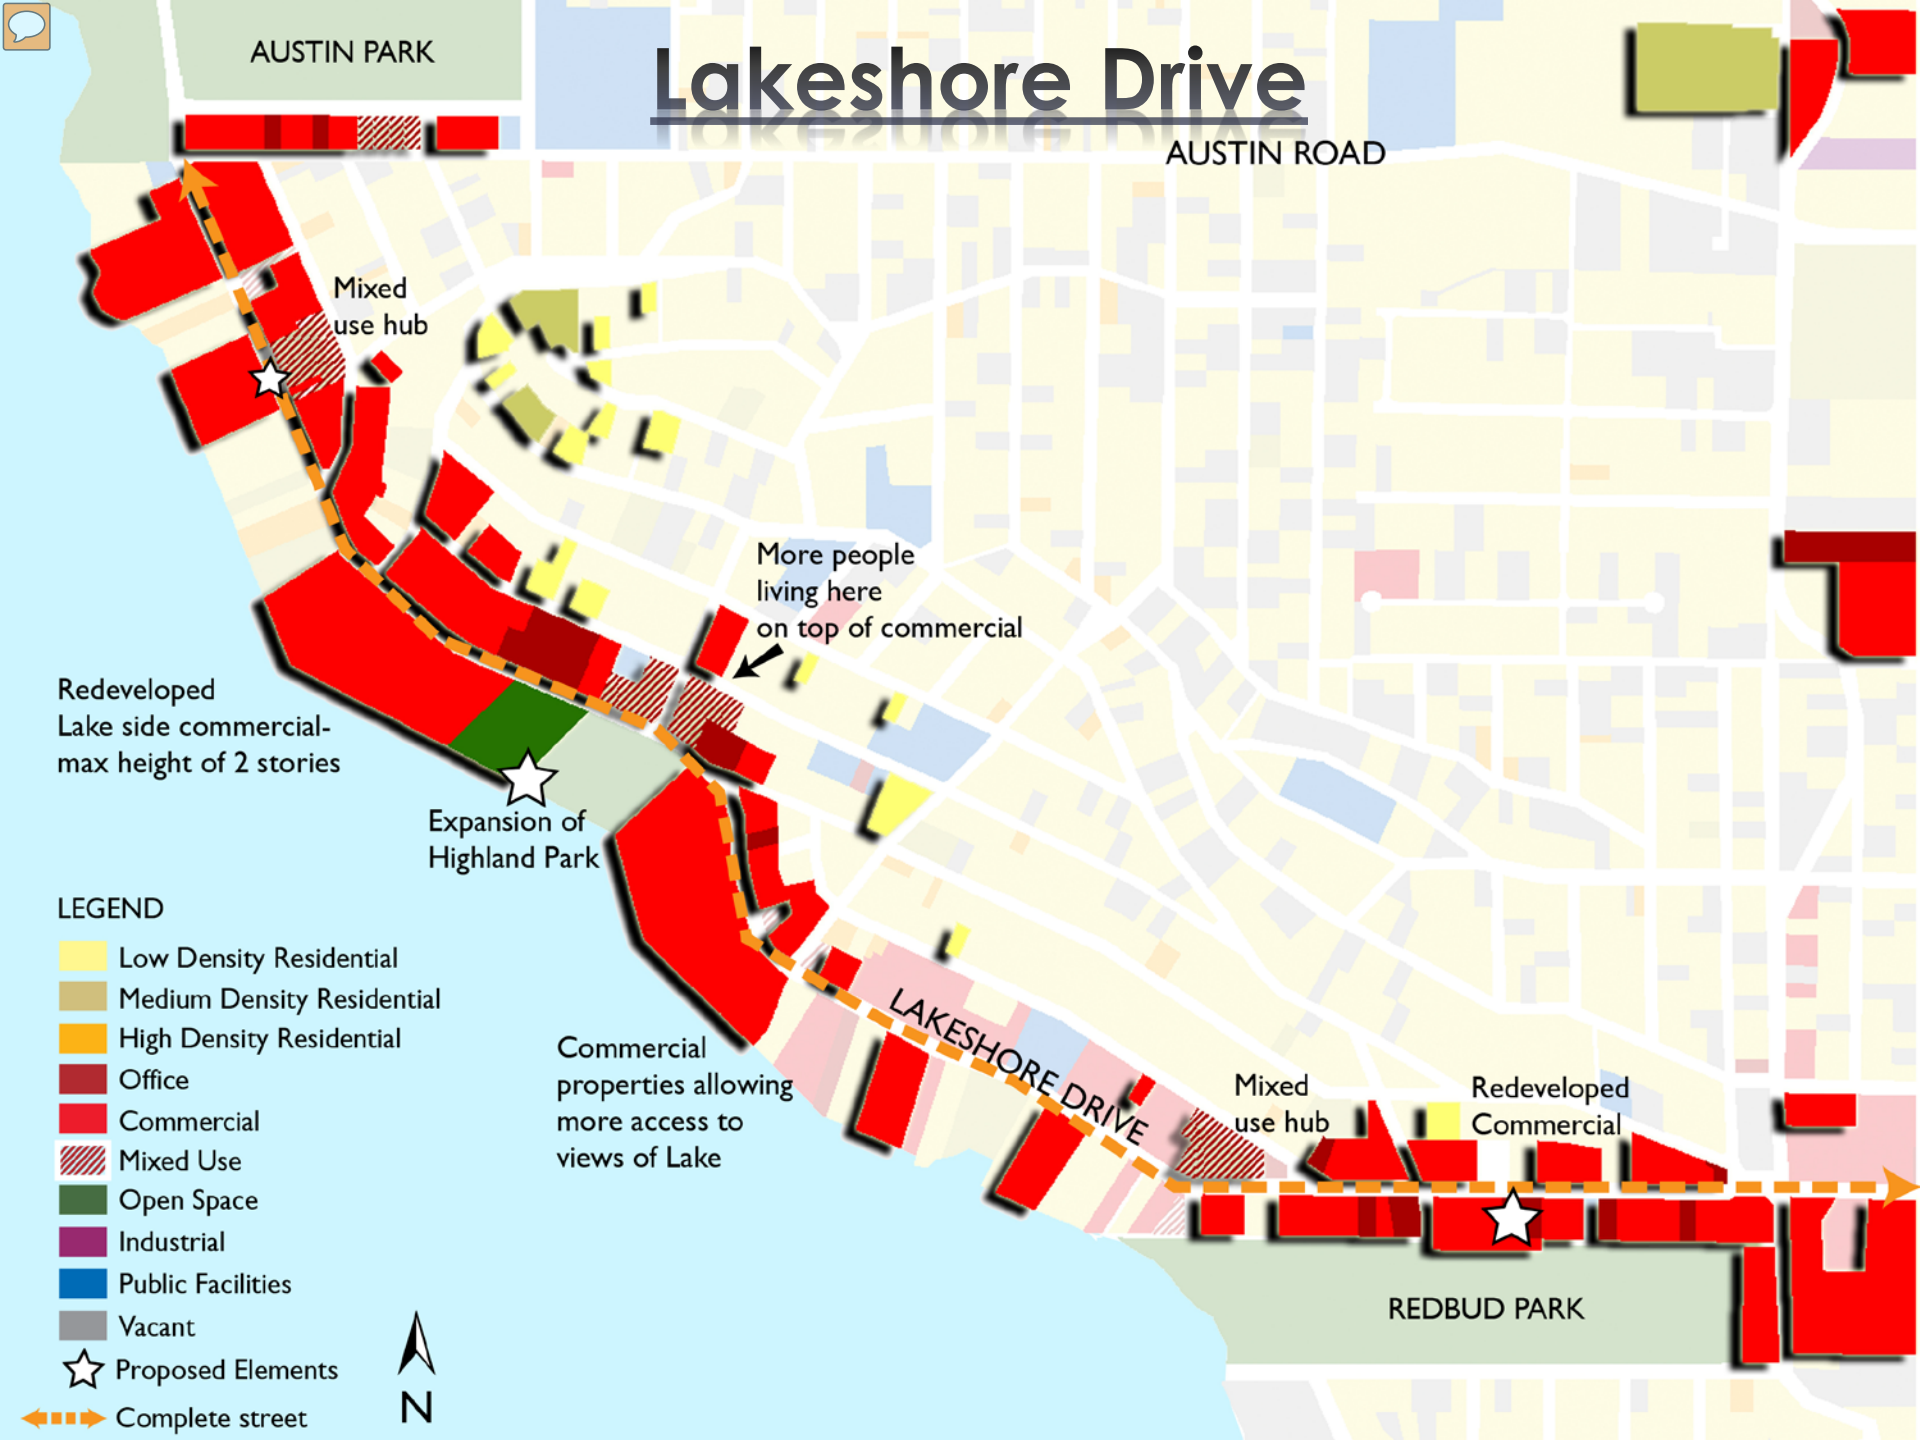 AUSTIN PARK
Lakeshore Drive
AUSTIN ROAD
Mixed
use hub
More people
living here
on top of commercial
Redeveloped
Lake side commercial-
max height of 2 stories
Expansion of
Highland Park
LEGEND
Low Density Residential
Medium Density Residential
High Density Residential
Office
Commercial
Mixed Use
Open Space
Industrial
Public Facilities
Vacant
Proposed Elements
Complete street
N
Commercial
properties allowing
more access to
views of Lake
LAKESHORE DRIVE
Mixed
use hub
Redeveloped
Commercial
REDBUD PARK